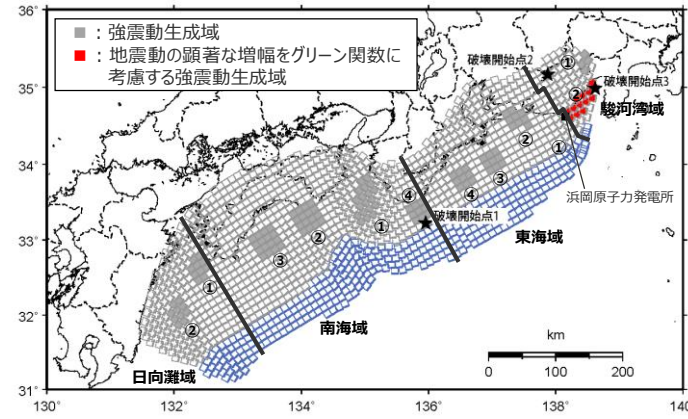 36°
35°
34°
33°
32°
31°
■ : 強震動生成域
■ : 地震動の顕著な増幅をグリーン関数に
考慮する強震動生成域
破壊開始点2
①
破壊開始点3
②
駿河湾域
②
①
浜岡原子力発電所
③
④
④
破壊開始点1
東海域
①
②
③
①
南海域
②
日向灘域
km
0 100 200
130° 132° 134° 136° 138° 140